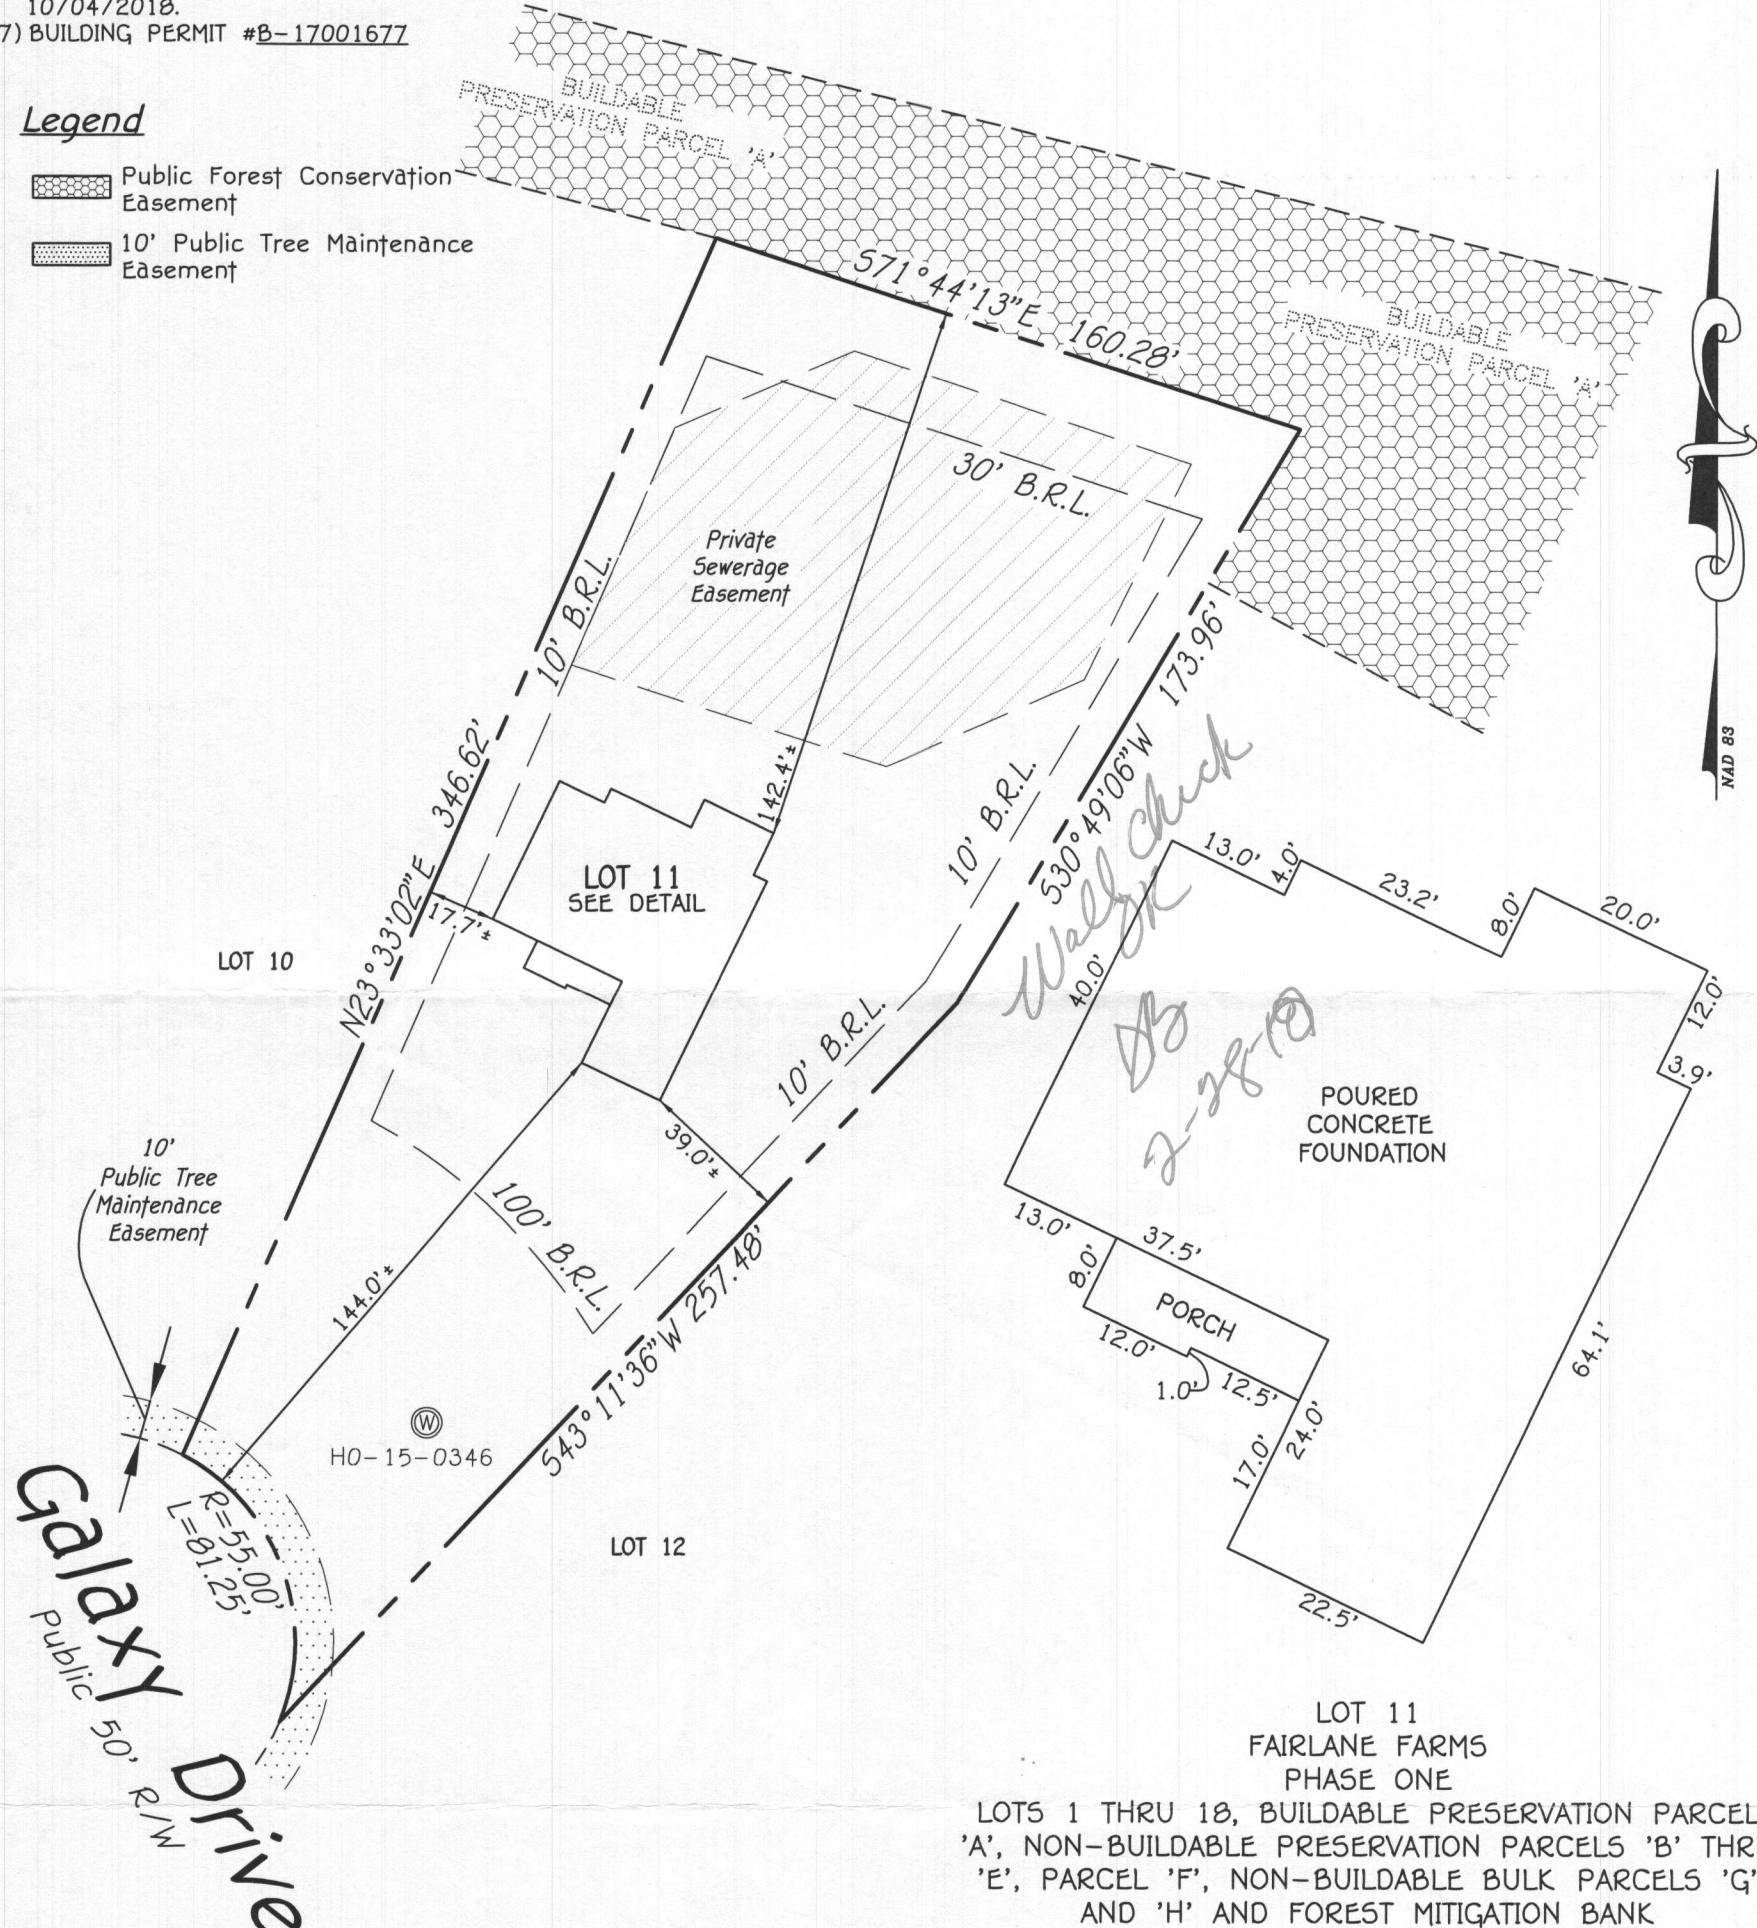 10/04/2018.
7) BUILDING PERMIT #B-17001677
Legend
Public Forest Conservation
Easement
10' Public Tree Maintenance
Easement
BUILDABLE
PRESERVATION PARCEL 'A'
S71°44'13"E 160.28'
BUILDABLE
PRESERVATION PARCEL 'A'
30' B.R.L.
Private
Sewerage
Easement
10' B.R.L.
NAD 83
N23°33'02"E 346.62'
142.4'±
10' B.R.L.
S30°49'06"W 173.96'
Wall Check
OK
2-28-18
LOT 11
SEE DETAIL
17.7'±
LOT 10
10' B.R.L.
39.0'±
100' B.R.L.
10'
Public Tree
Maintenance
Easement
144.0'±
S43°11'36"W 257.48'
W
HO-15-0346
LOT 12
R=55.00'
L=81.25'
Galaxy Drive
Public 50' R/W
13.0'
4.0'
23.2'
8.0'
20.0'
12.0'
3.9'
40.0'
POURED
CONCRETE
FOUNDATION
13.0'
37.5'
8.0'
PORCH
12.0'
1.0'
12.5'
17.0'
24.0'
64.1'
22.5'
LOT 11
FAIRLANE FARMS
PHASE ONE
LOTS 1 THRU 18, BUILDABLE PRESERVATION PARCEL
'A', NON-BUILDABLE PRESERVATION PARCELS 'B' THR
'E', PARCEL 'F', NON-BUILDABLE BULK PARCELS 'G'
AND 'H' AND FOREST MITIGATION BANK